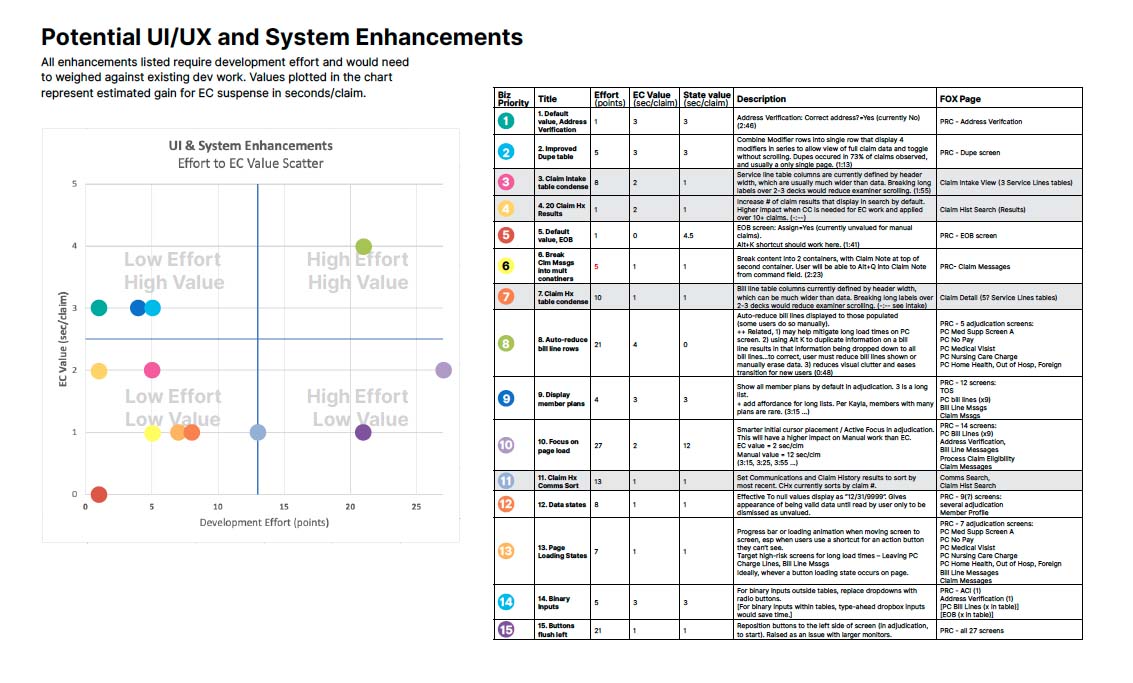 Potential UI/UX and System Enhancements
All enhancements listed require development effort and would need
to weighed against existing dev work. Values plotted in the chart
represent estimated gain for EC suspense in seconds/claim.
UI & System Enhancements
Effort to EC Value Scatter
EC Value (sec/claim)
5
4
3
2
1
0
Low Effort
High Value
High Effort
High Value
Low Effort
Low Value
High Effort
Low Value
0 5 10 15 20 25
Development Effort (points)
Biz
Priority
Title
Effort
(points)
EC Value
(sec/claim)
State value
(sec/claim)
Description
FOX Page
1
1. Default
value, Address
Verification
1
3
3
Address Verification: Correct address?=Yes (currently No)
(2:46)
PRC - Address Verifcation
2
2. Improved
Dupe table
5
3
3
Combine Modifier rows into single row that display 4
modifiers in series to allow view of full claim data and toggle
without scrolling. Dupes occured in 73% of claims observed,
and usually a only single page. (1:13)
PRC - Dupe screen
3
3. Claim Intake
table condense
8
2
1
Service line table columns are currently defined by header
width, which are usually much wider than data. Breaking long
labels over 2-3 decks would reduce examiner scrolling. (1:55)
Claim Intake View (3 Service Lines tables)
4
4. 20 Claim Hx
Results
1
2
1
Increase # of claim results that display in search by default.
Higher impact when CC is needed for EC work and applied
over 10+ claims. (-:--)
Claim Hist Search (Results)
5
5. Default
value, EOB
1
0
4.5
EOB screen: Assign=Yes (currently unvalued for manual
claims).
Alt+K shortcut should work here. (1:41)
PRC - EOB screen
6
6. Break
Clm Mssgs
into mult
conatiners
5
1
1
Break content into 2 containers, with Claim Note at top of
second container. User will be able to Alt+Q into Claim Note
from command field. (2:23)
PRC- Claim Messages
7
7. Claim Hx
table condense
10
1
1
Bill line table columns currently defined by header width,
which can be much wider than data. Breaking long labels over
2-3 decks would reduce examiner scrolling. (-:-- see intake)
Claim Detail (5? Service Lines tables)
8
8. Auto-reduce
bill line rows
21
4
0
Auto-reduce bill lines displayed to those populated
(some users do so manually).
++ Related, 1) may help mitigate long load times on PC
screen. 2) using Alt K to duplicate information on a bill
line results in that information being dropped down to all
bill lines...to correct, user must reduce bill lines shown or
manually erase data. 3) reduces visual clutter and eases
transition for new users (0:48)
PRC - 5 adjudication screens:
PC Med Supp Screen A
PC No Pay
PC Medical Visist
PC Nursing Care Charge
PC Home Health, Out of Hosp, Foreign
9
9. Display
member plans
4
3
3
Show all member plans by default in adjudication. 3 is a long
list.
+ add affordance for long lists. Per Kayla, members with many
plans are rare. (3:15 ...)
PRC - 12 screens:
TOS
PC bill lines (x9)
Bill Line Mssgs
Claim Mssgs
10
10. Focus on
page load
27
2
12
Smarter initial cursor placement / Active Focus in adjudication.
This will have a higher impact on Manual work than EC.
EC value = 2 sec/clm
Manual value = 12 sec/clm
(3:15, 3:25, 3:55 ...)
PRC - 14 screens:
PC Bill Lines (x9)
Address Verification,
Bill Line Messages
Process Claim Eligibility
Claim Messages
11
11. Claim Hx
Comms Sort
13
1
1
Set Communications and Claim History results to sort by
most recent. CHx currently sorts by claim #.
Comms Search,
Claim Hist Search
12
12. Data states
8
1
1
Effective To null values display as "12/31/9999". Gives
appearance of being valid data until read by user only to be
dismissed as unvalued.
PRC - 9(7) screens:
several adjudication
Member Profile
13
13. Page
Loading States
7
1
1
Progress bar or loading animation when moving screen to
screen, esp when users use a shortcut for an action button
they can't see.
Target high-risk screens for long load times – Leaving PC
Charge Lines, Bill Line Mssgs
Ideally, whever a button loading state occurs on page.
PRC - 7 adjudication screens:
PC Med Supp Screen A
PC No Pay
PC Medical Visist
PC Nursing Care Charge
PC Home Health, Out of Hosp, Foreign
Bill Line Messages
Claim Messages
14
14. Binary
Inputs
5
3
3
For binary inputs outside tables, replace dropdowns with
radio buttons.
[For binary inputs within tables, type-ahead dropbox inputs
would save time.]
PRC - ACI (1)
Address Verification (1)
[PC Bill Lines (x in table)]
[EOB (x in table)]
15
15. Buttons
flush left
21
1
1
Reposition buttons to the left side of screen (in adjudication,
to start). Raised as an issue with larger monitors.
PRC - all 27 screens